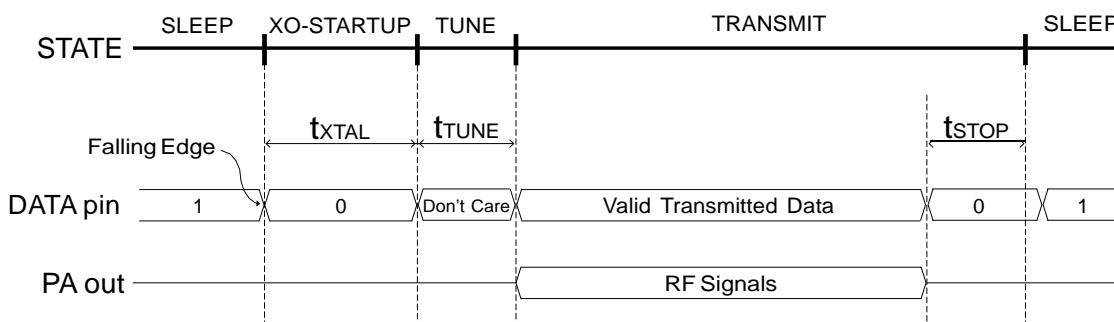 SLEEP XO-STARTUP TUNE TRANSMIT SLEEP
STATE
tXTAL tTUNE tSTOP
Falling Edge
DATA pin 1 0 Don't Care Valid Transmitted Data 0 1
PA out RF Signals